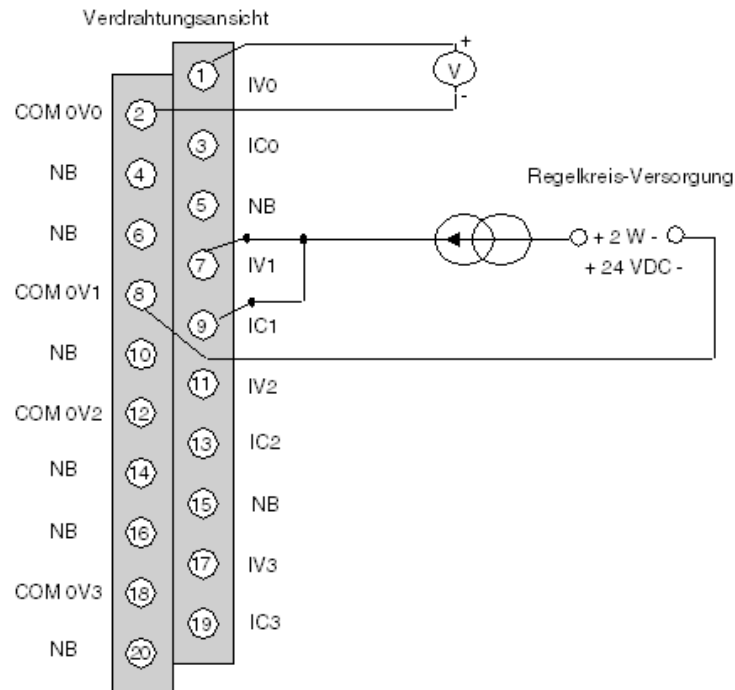 Verdrahtungsansicht
1 IV0
+
V
-
COM 0V0 2
3 IC0
NB 4
5 NB
Regelkreis-Versorgung
NB 6
7 IV1
+ 2 W -
+ 24 VDC -
COM 0V1 8
9 IC1
NB 10
11 IV2
COM 0V2 12
13 IC2
NB 14
15 NB
NB 16
17 IV3
COM 0V3 18
19 IC3
NB 20